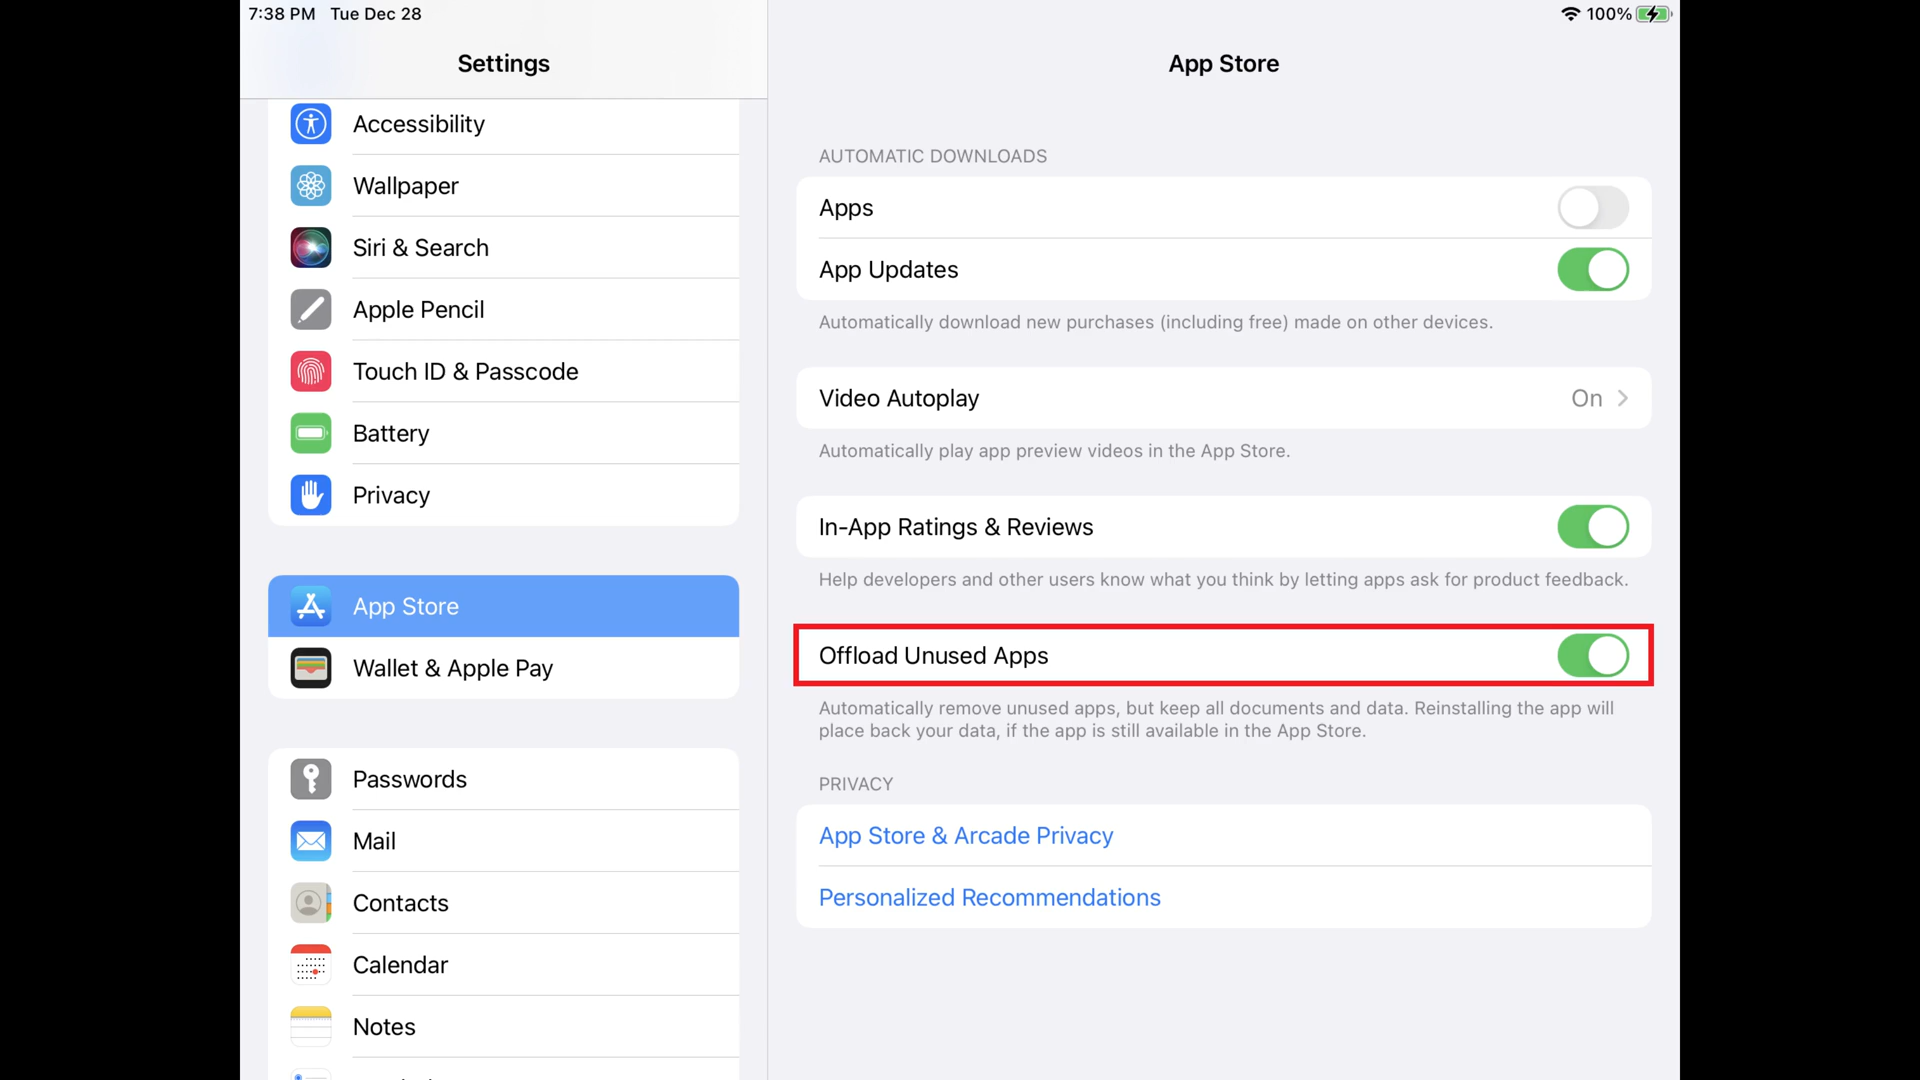 7:38 PM Tue Dec 28
100%
Settings
Accessibility
Wallpaper
Siri & Search
Apple Pencil
Touch ID & Passcode
Battery
Privacy
App Store
Wallet & Apple Pay
Passwords
Mail
Contacts
Calendar
Notes
App Store
AUTOMATIC DOWNLOADS
Apps
App Updates
Automatically download new purchases (including free) made on other devices.
Video Autoplay
On
Automatically play app preview videos in the App Store.
In-App Ratings & Reviews
Help developers and other users know what you think by letting apps ask for product feedback.
Offload Unused Apps
Automatically remove unused apps, but keep all documents and data. Reinstalling the app will
place back your data, if the app is still available in the App Store.
PRIVACY
App Store & Arcade Privacy
Personalized Recommendations